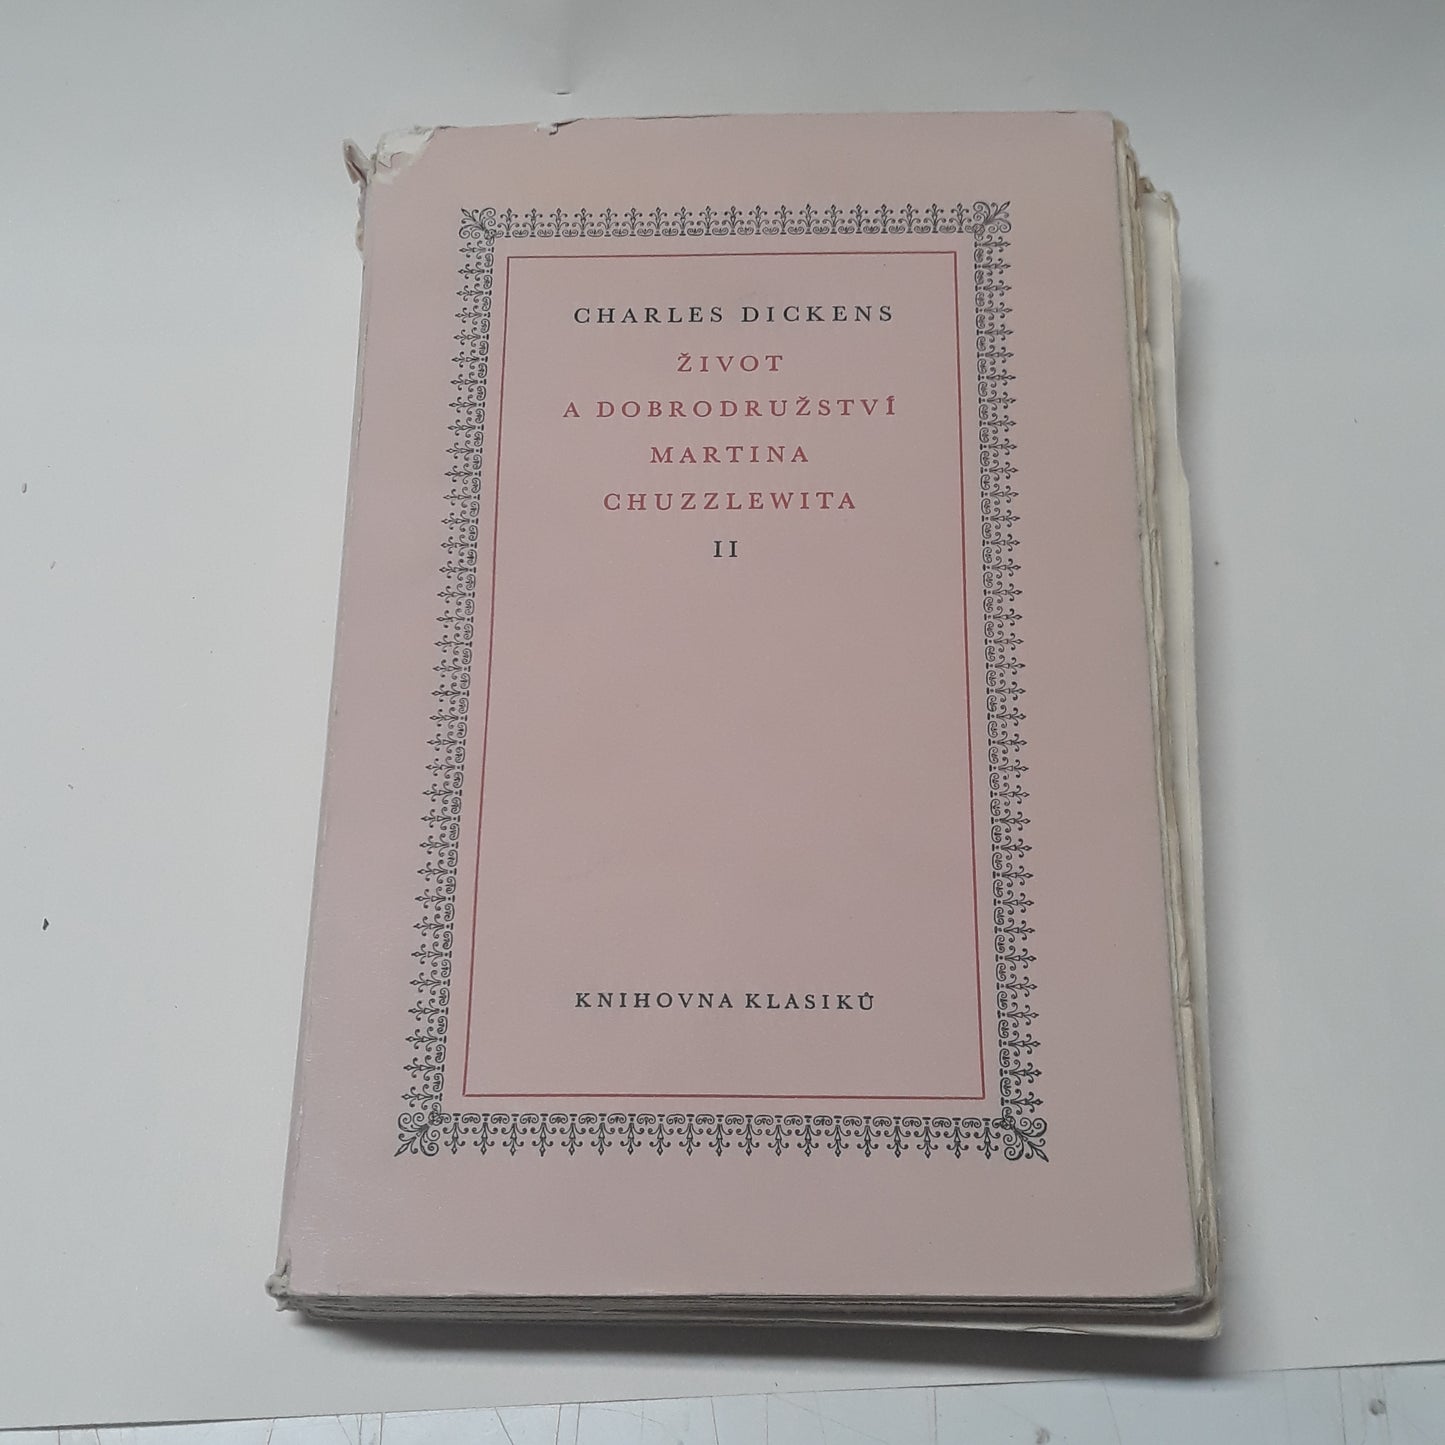 CHARLES DICKENS
ŽIVOT
A DOBRODRUŽSTVÍ
MARTINA
CHUZZLEWITA
II
KNIHOVNA KLASIKŮ